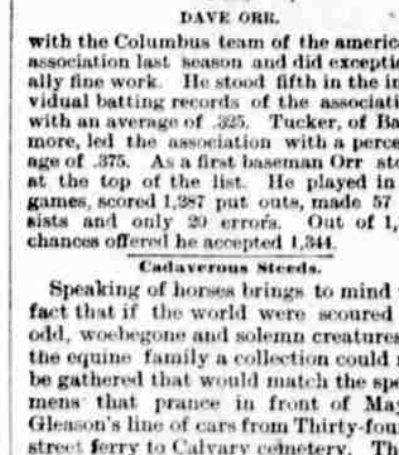 DAVE ORR.
with the Columbus team of the americ
association last season and did excepti
ally fine work. He stood fifth in the in
vidual batting records of the associati
with an average of .325. Tucker, of Ba
more, led the association with a perce
age of .375. As a first baseman Orr sto
at the top of the list. He played in
games, scored 1,287 put outs, made 57
sists and only 20 errors. Out of 1,
chances offered he accepted 1,344.
Cadaverous Steeds.
Speaking of horses brings to mind
fact that if the world were scoured
odd, woebegone and solemn creatures
the equine family a collection could
be gathered that would match the spe
mens that prance in front of May
Gleason's line of cars from Thirty-four
street ferry to Calvary cemetery. Th